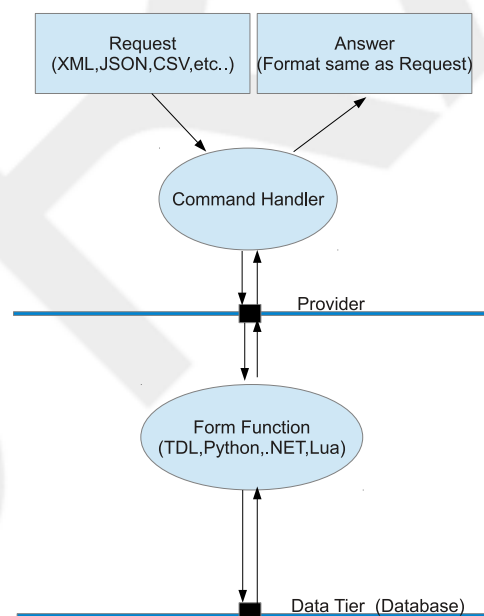 Request
(XML,JSON,CSV,etc..)
Answer
(Format same as Request)
Command Handler
Provider
Form Function
(TDL,Python,.NET,Lua)
Data Tier (Database)